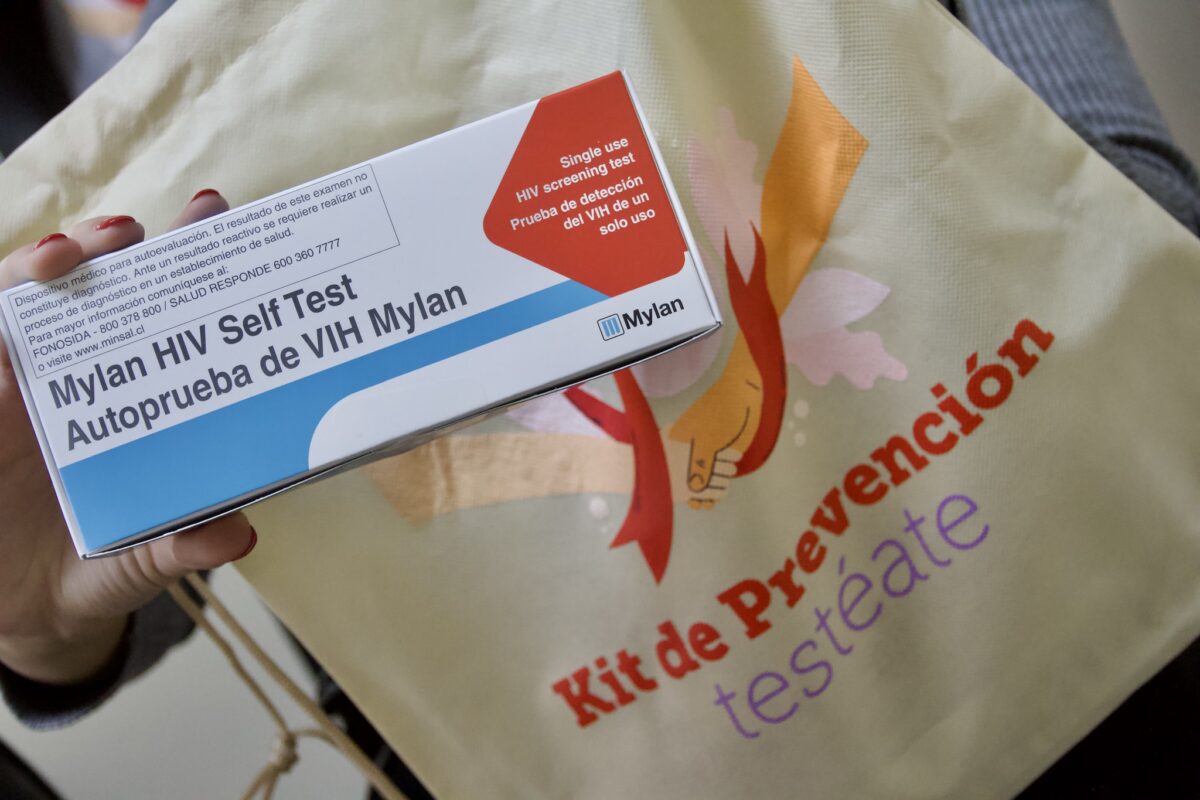 Dispositivo médico para autoevaluación. El resultado de este examen no
constituye diagnóstico. Ante un resultado reactivo se requiere realizar un
proceso de diagnóstico en un establecimiento de salud.
Para mayor información comuníquese al:
FONOSIDA - 800 378 800 / SALUD RESPONDE 600 360 7777
o visite www.minsal.cl
Mylan HIV Self Test
Autoprueba de VIH Mylan
Single use
HIV screening test
Prueba de detección
del VIH de un
solo uso
Mylan
Kit de Prevención
testéate